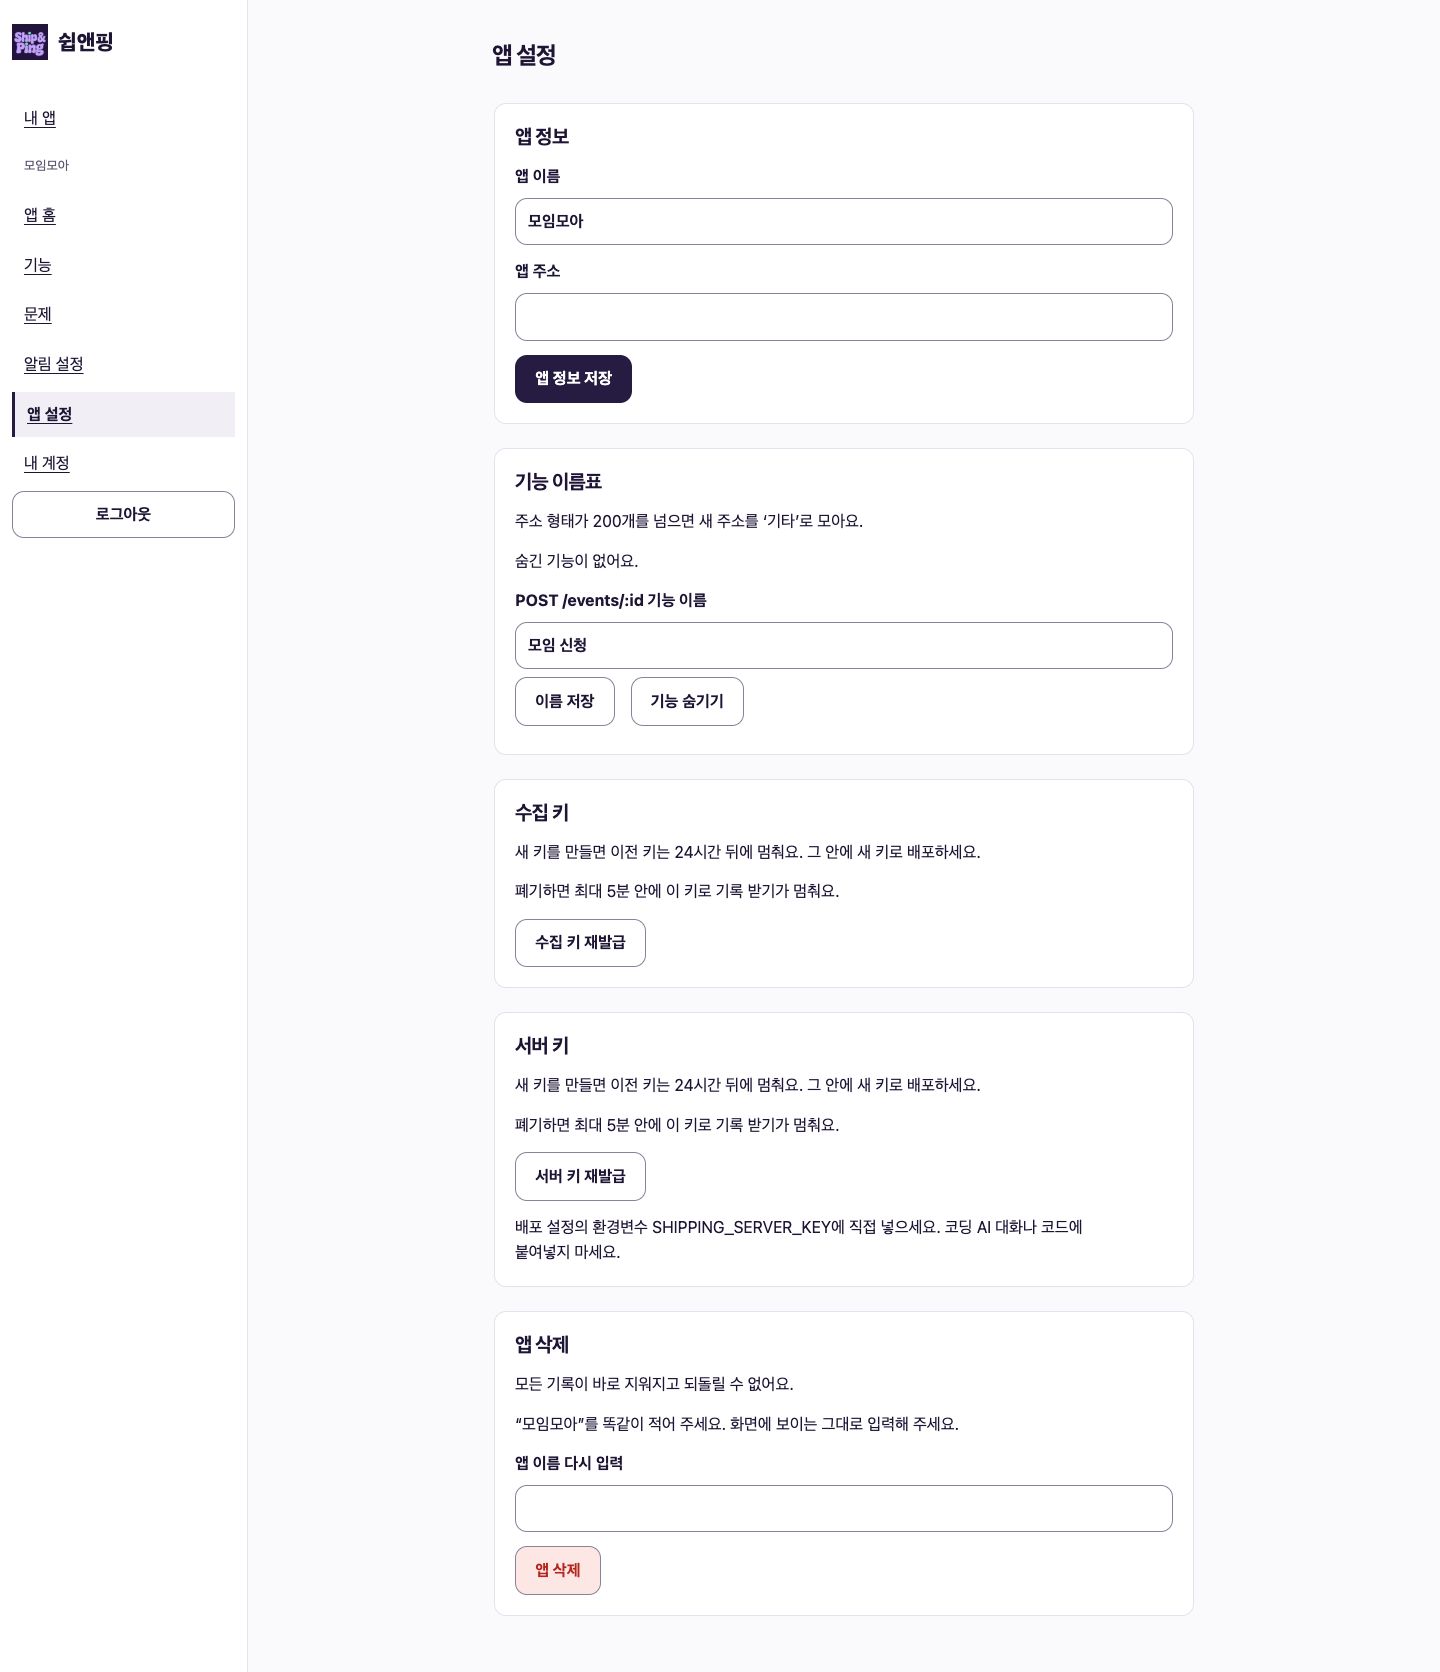 Ship&
Ping
쉽앤핑
내 앱
모임모아
앱 홈
기능
문제
알림 설정
앱 설정
내 계정
로그아웃
앱 설정
앱 정보
앱 이름
모임모아
앱 주소
앱 정보 저장
기능 이름표
주소 형태가 200개를 넘으면 새 주소를 ‘기타’로 모아요.
숨긴 기능이 없어요.
POST /events/:id 기능 이름
모임 신청
이름 저장
기능 숨기기
수집 키
새 키를 만들면 이전 키는 24시간 뒤에 멈춰요. 그 안에 새 키로 배포하세요.
폐기하면 최대 5분 안에 이 키로 기록 받기가 멈춰요.
수집 키 재발급
서버 키
새 키를 만들면 이전 키는 24시간 뒤에 멈춰요. 그 안에 새 키로 배포하세요.
폐기하면 최대 5분 안에 이 키로 기록 받기가 멈춰요.
서버 키 재발급
배포 설정의 환경변수 SHIPPING_SERVER_KEY에 직접 넣으세요. 코딩 AI 대화나 코드에
붙여넣지 마세요.
앱 삭제
모든 기록이 바로 지워지고 되돌릴 수 없어요.
“모임모아”를 똑같이 적어 주세요. 화면에 보이는 그대로 입력해 주세요.
앱 이름 다시 입력
앱 삭제